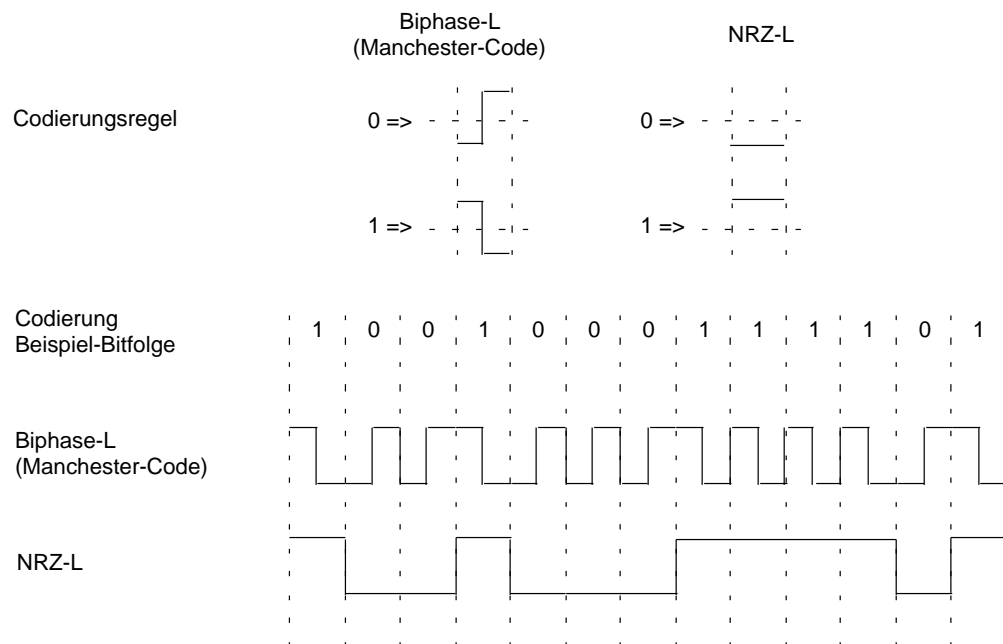 Biphase-L
(Manchester-Code)
NRZ-L
Codierungsregel
0 =>
0 =>
1 =>
1 =>
Codierung
Beispiel-Bitfolge
1 0 0 1 0 0 0 1 1 1 1 0 1
Biphase-L
(Manchester-Code)
NRZ-L